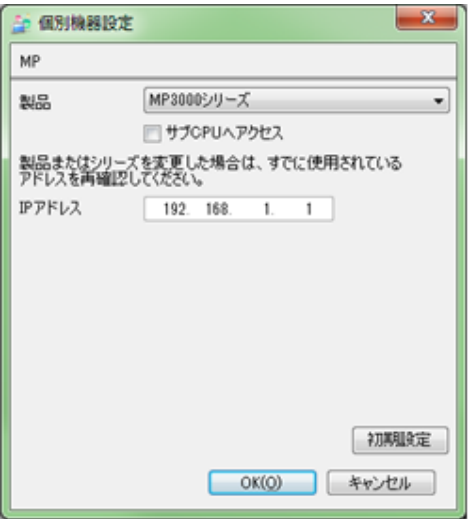 個別機器設定
MP
製品 MP3000シリーズ
サブCPUへアクセス
製品またはシリーズを変更した場合は、すでに使用されている
アドレスを再確認してください。
IPアドレス 192. 168. 1. 1
初期設定
OK(O) キャンセル